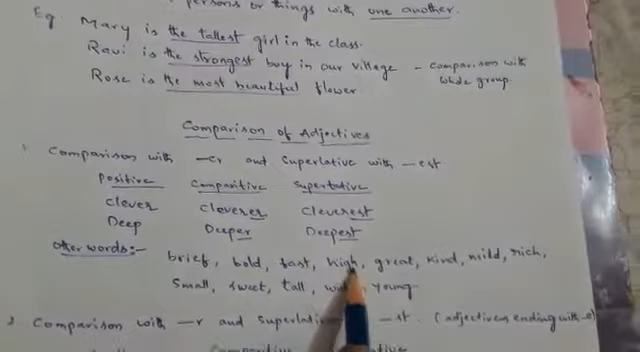 persons or things with one another.
Eg. Mary is the tallest girl in the class.
Ravi is the strongest boy in our village - comparison with whole group.
Rose is the most beautiful flower
Comparison of Adjectives
Comparison with -er and Superlative with -est.
Positive Comparitive Superlative
Clever Cleverer Cleverest
Deep Deeper Deepest
Other words:- brief, bold, fast, high, great, kind, mild, rich,
Small, sweet, tall, young
Comparison with -r and Superlative -st. (adjectives ending with -e)